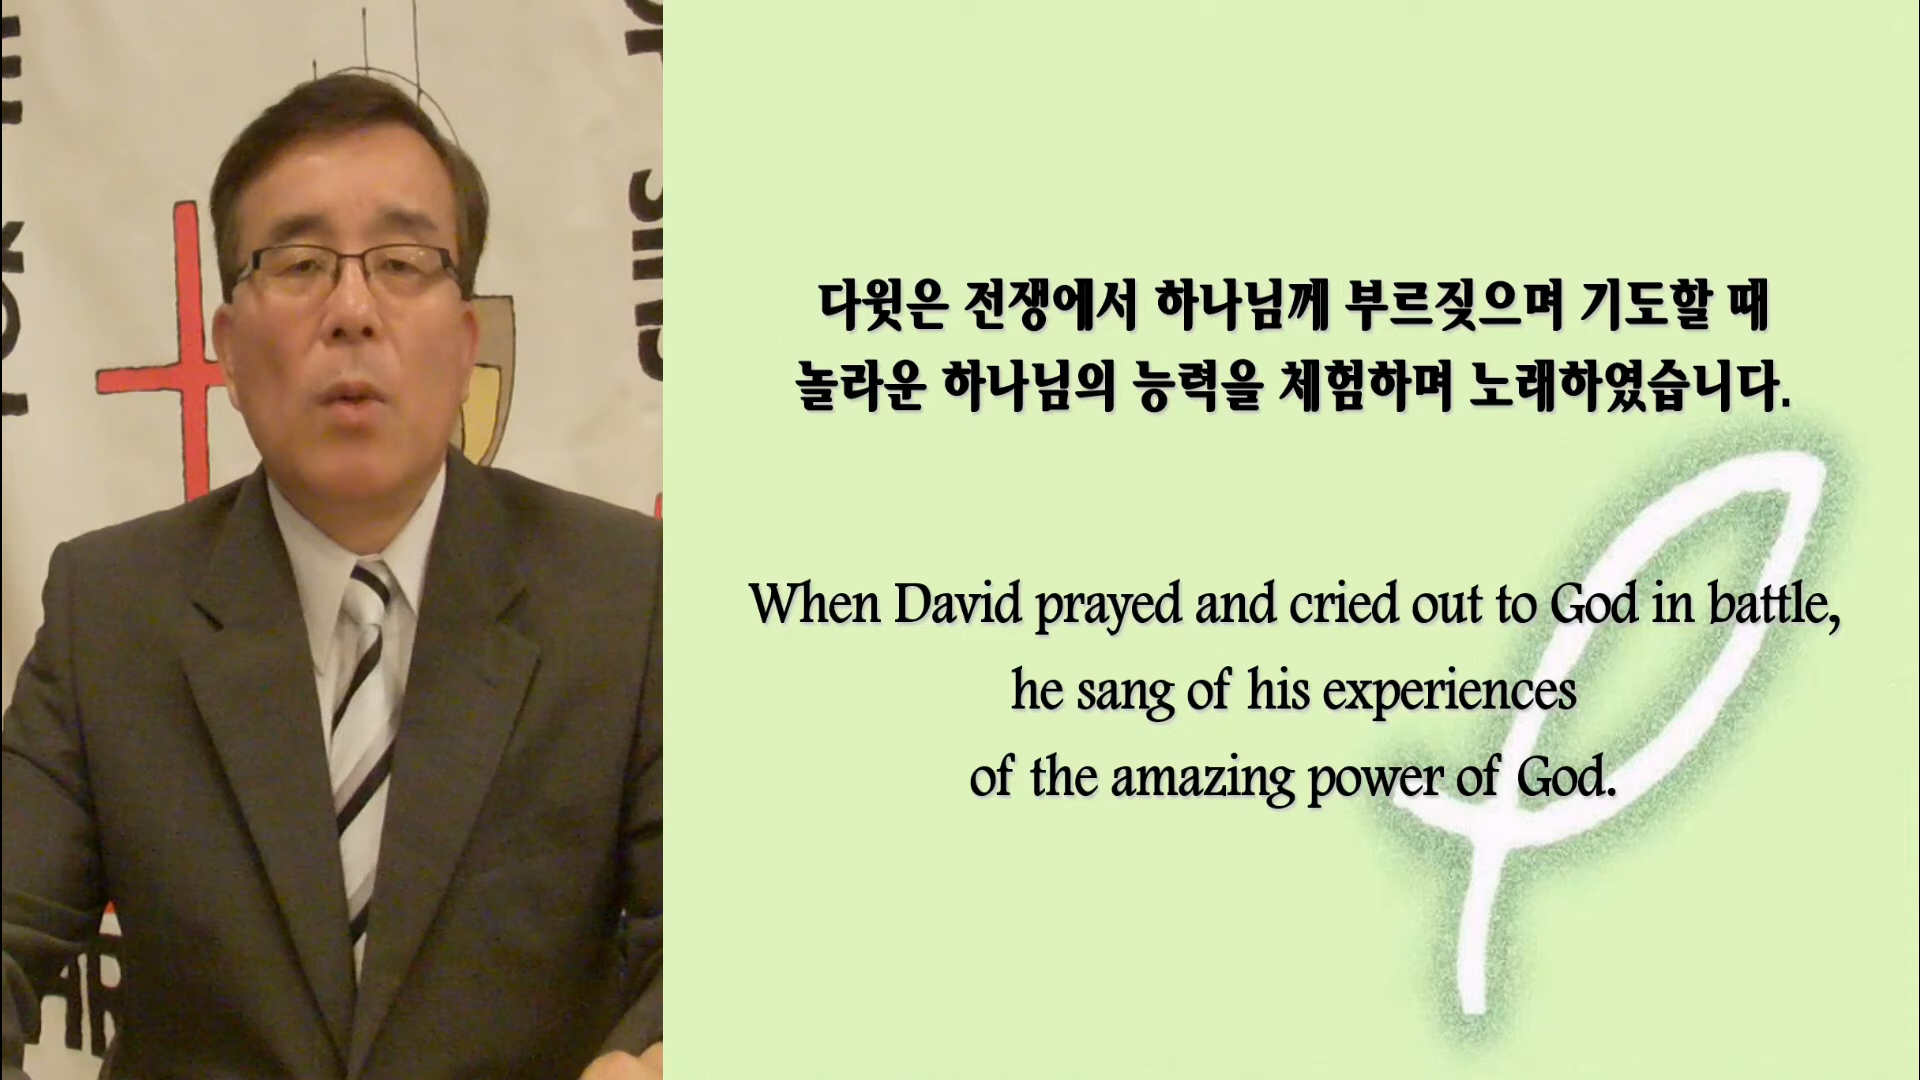 다윗은 전쟁에서 하나님께 부르짖으며 기도할 때
놀라운 하나님의 능력을 체험하며 노래하였습니다.
When David prayed and cried out to God in battle,
he sang of his experiences
of the amazing power of God.